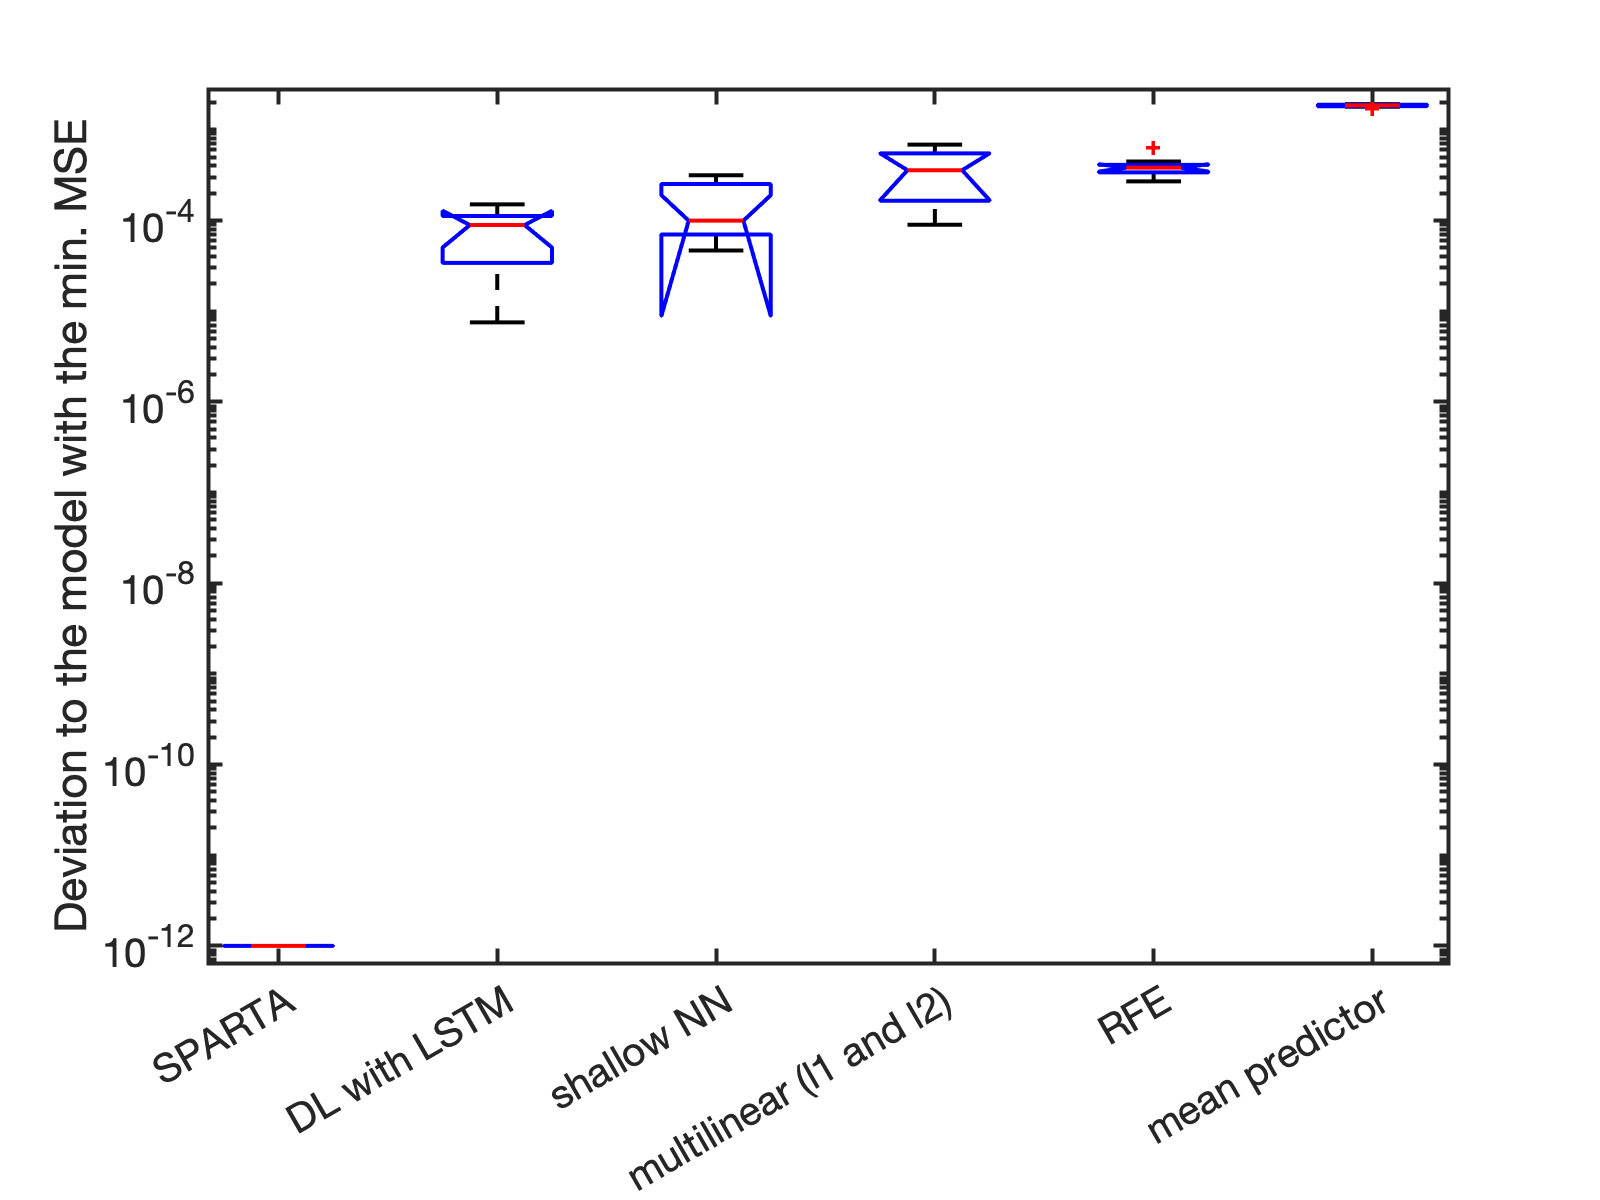 Deviation to the model with the min. MSE
10-4
10-6
10-8
10-10
10-12
SPARTA
DL with LSTM
shallow NN
multilinear (l1 and l2)
RFE
mean predictor